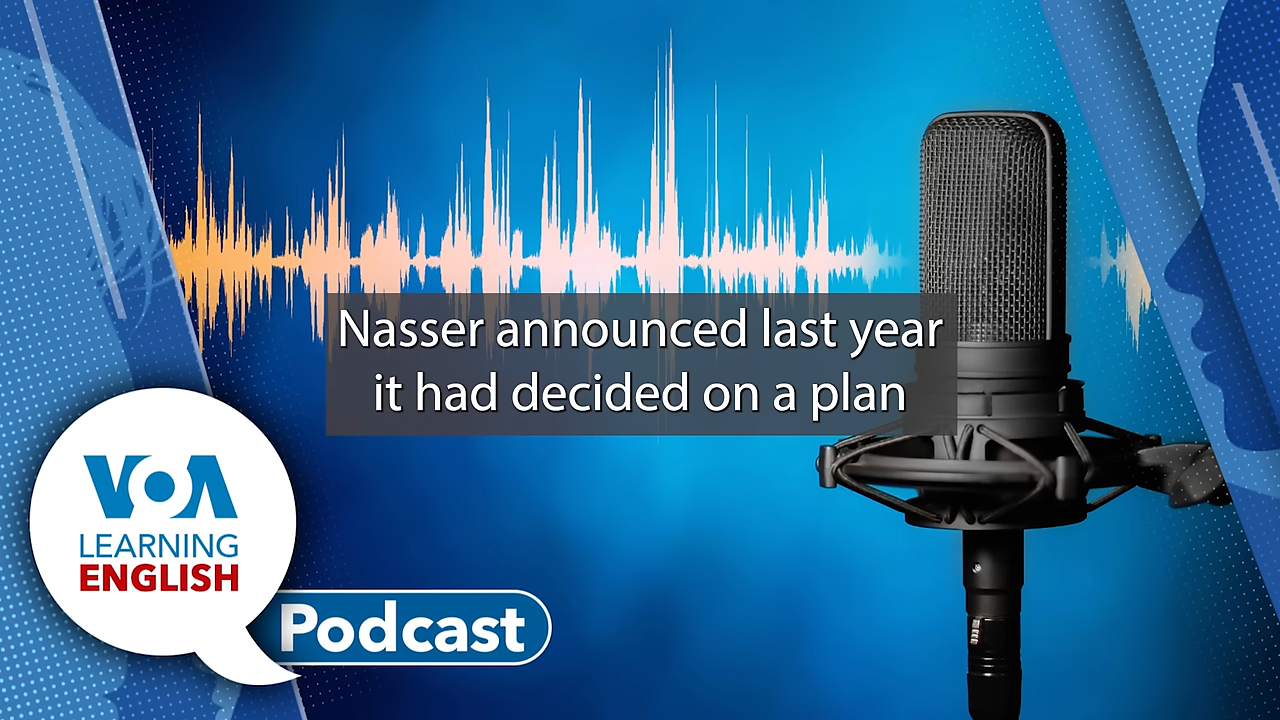 Nasser announced last year
it had decided on a plan
VOA
LEARNING
ENGLISH
Podcast